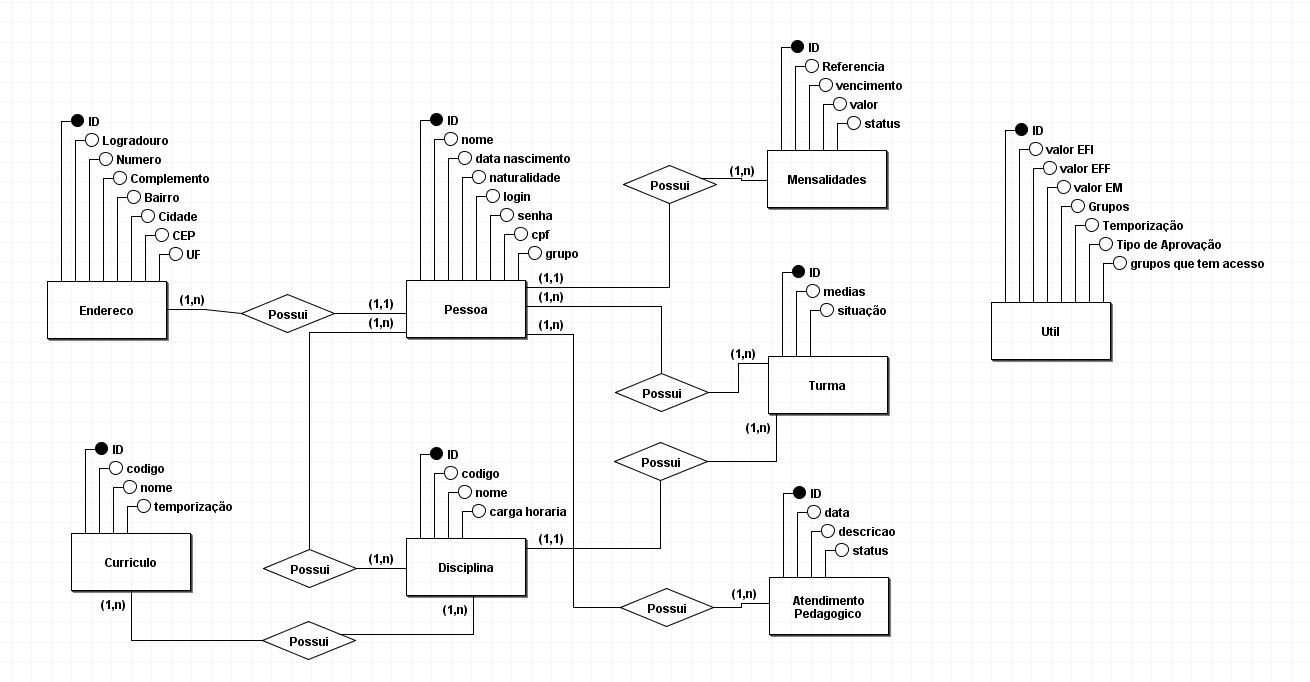 ID
Referencia
vencimento
valor
status
(1,n)
Possui
Mensalidades
ID
Logradouro
Numero
Complemento
Bairro
Cidade
CEP
UF
Endereco
(1,n)
Possui
(1,1)
(1,n)
ID
nome
data nascimento
naturalidade
login
senha
cpf
grupo
Pessoa
(1,1)
(1,n)
(1,n)
ID
valor EFI
valor EFF
valor EM
Grupos
Temporização
Tipo de Aprovação
grupos que tem acesso
Util
ID
medias
situação
(1,n)
Possui
Turma
(1,n)
Possui
ID
codigo
nome
temporização
Curriculo
(1,n)
ID
codigo
nome
carga horaria
Possui
(1,n)
Disciplina
(1,1)
(1,n)
Possui
ID
data
descricao
status
Possui
(1,n)
Atendimento
Pedagogico